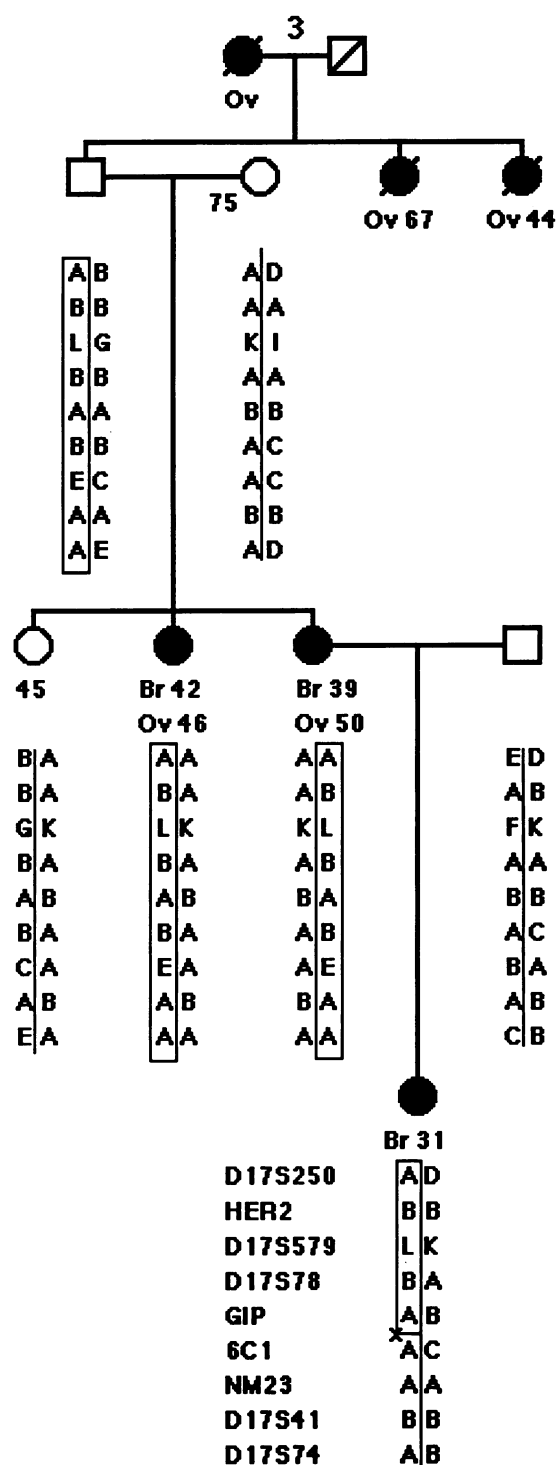 3
Ov
75
Ov 67 Ov 44
A B A D
B B A A
L G K I
B B A A
A A B B
B B A C
E C A C
A A B B
A E A D
45 Br 42 Br 39
Ov 46 Ov 50
B A A A A A E D
B A B A A B A B
G K L K K L F K
B A B A A B A A
A B A B B A B B
B A B A A B A C
C A E A A E B A
A B A B B A A B
E A A A A A C B
Br 31
D17S250 A D
HER2 B B
D17S579 L K
D17S78 B A
GIP A B
6C1 A C
NM23 A A
D17S41 B B
D17S74 A B